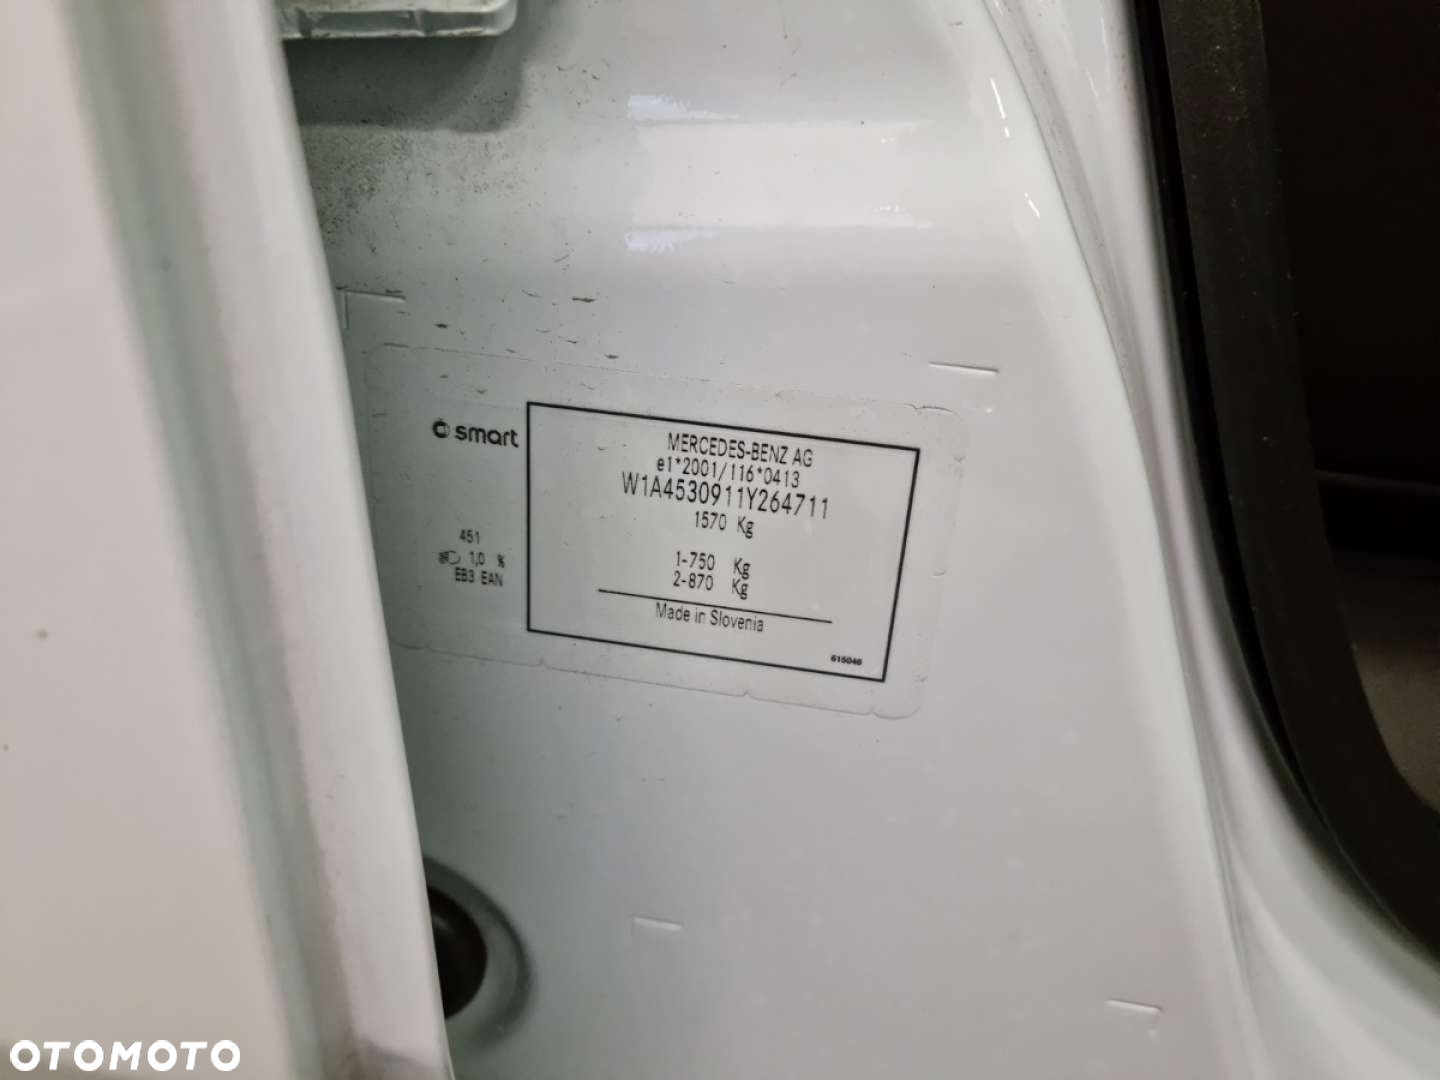 smart
MERCEDES-BENZ AG
e1*2001/116*0413
W1A4530911Y264711
1570 Kg
451
1,0 %
EB3 EAN
1-750 Kg
2-870 Kg
Made in Slovenia
615046
OTOMOTO